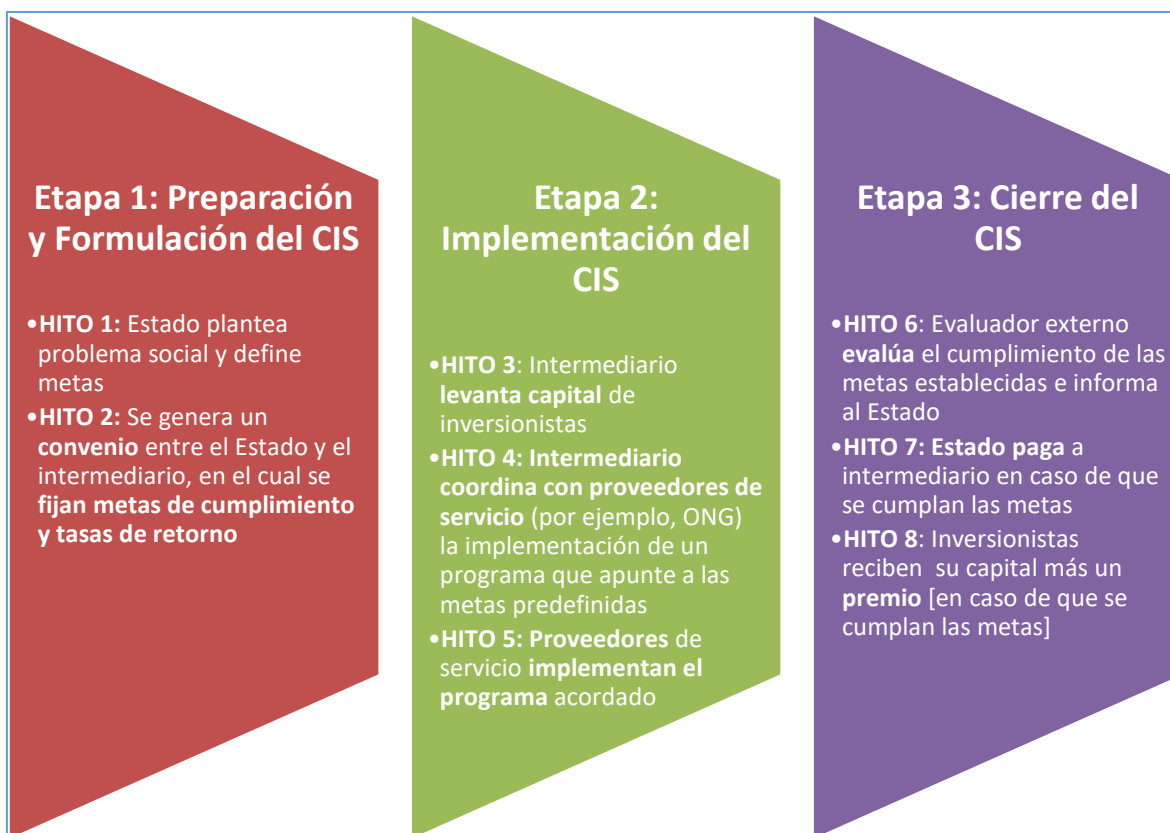 Etapa 1: Preparación
y Formulación del CIS
•HITO 1: Estado plantea
problema social y define
metas
•HITO 2: Se genera un
convenio entre el Estado y el
intermediario, en el cual se
fijan metas de cumplimiento
y tasas de retorno
Etapa 2:
Implementación del
CIS
•HITO 3: Intermediario
levanta capital de
inversionistas
•HITO 4: Intermediario
coordina con proveedores de
servicio (por ejemplo, ONG)
la implementación de un
programa que apunte a las
metas predefinidas
•HITO 5: Proveedores de
servicio implementan el
programa acordado
Etapa 3: Cierre del
CIS
•HITO 6: Evaluador externo
evalúa el cumplimiento de las
metas establecidas e informa
al Estado
•HITO 7: Estado paga a
intermediario en caso de que
se cumplan las metas
•HITO 8: Inversionistas
reciben  su capital más un
premio [en caso de que se
cumplan las metas]